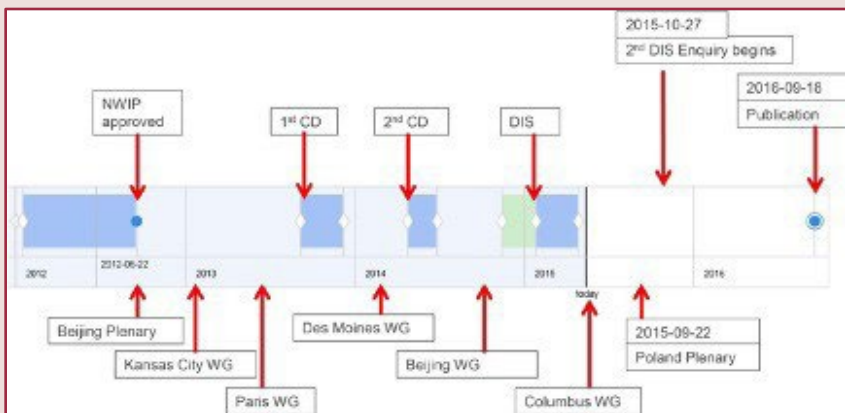 2015-10-27
2nd DIS Enquiry begins
NWIP
approved
1st CD
2nd CD
DIS
2016-09-18
Publication
2012-06-22
2012
2013
2014
2015
2016
today
Beijing Plenary
Kansas City WG
Paris WG
Des Moines WG
Beijing WG
Columbus WG
2015-09-22
Poland Plenary